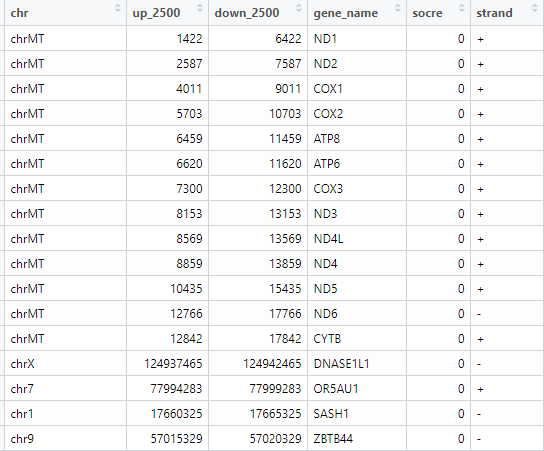 chr up_2500 down_2500 gene_name socre strand
chrMT 1422 6422 ND1 0 +
chrMT 2587 7587 ND2 0 +
chrMT 4011 9011 COX1 0 +
chrMT 5703 10703 COX2 0 +
chrMT 6459 11459 ATP8 0 +
chrMT 6620 11620 ATP6 0 +
chrMT 7300 12300 COX3 0 +
chrMT 8153 13153 ND3 0 +
chrMT 8569 13569 ND4L 0 +
chrMT 8859 13859 ND4 0 +
chrMT 10435 15435 ND5 0 +
chrMT 12766 17766 ND6 0 -
chrMT 12842 17842 CYTB 0 +
chrX 124937465 124942465 DNASE1L1 0 -
chr7 77994283 77999283 OR5AU1 0 +
chr1 17660325 17665325 SASH1 0 -
chr9 57015329 57020329 ZBTB44 0 -